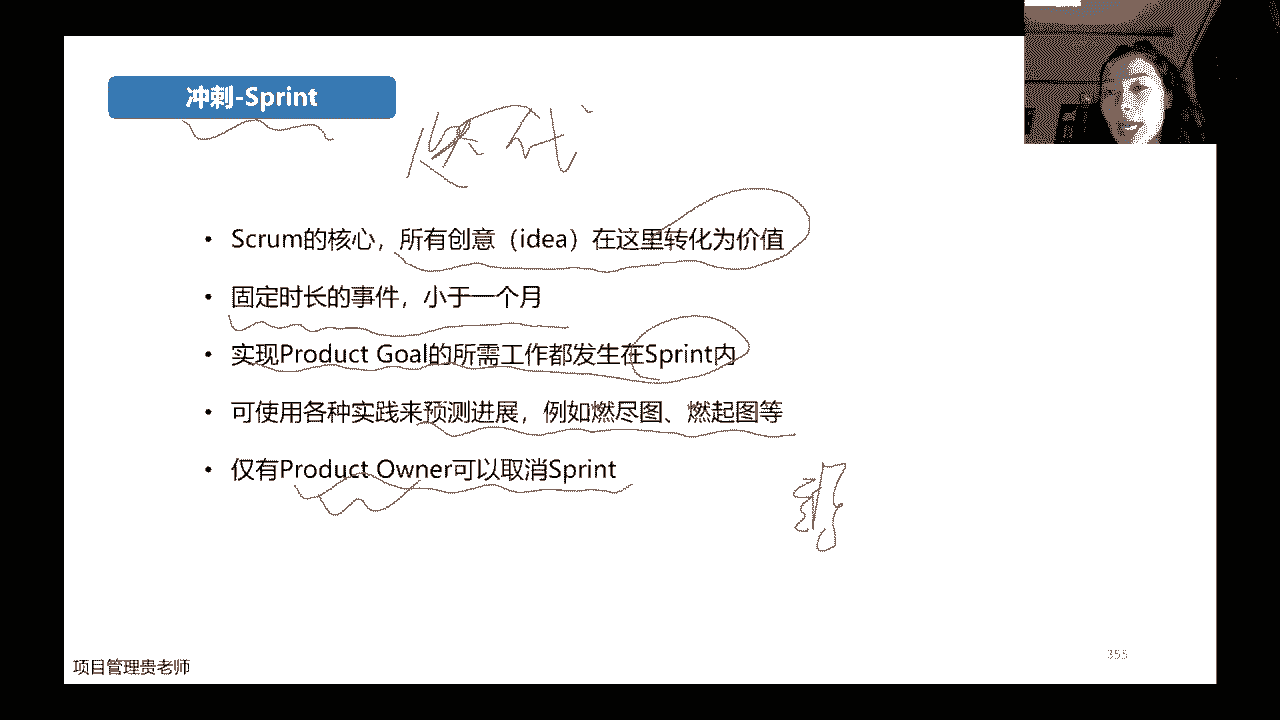 冲刺-Sprint
迭代
• Scrum的核心，所有创意（idea）在这里转化为价值
• 固定时长的事件，小于一个月
• 实现Product Goal的所需工作都发生在Sprint内
• 可使用各种实践来预测进展，例如燃尽图、燃起图等
• 仅有Product Owner可以取消Sprint
355
项目管理贵老师